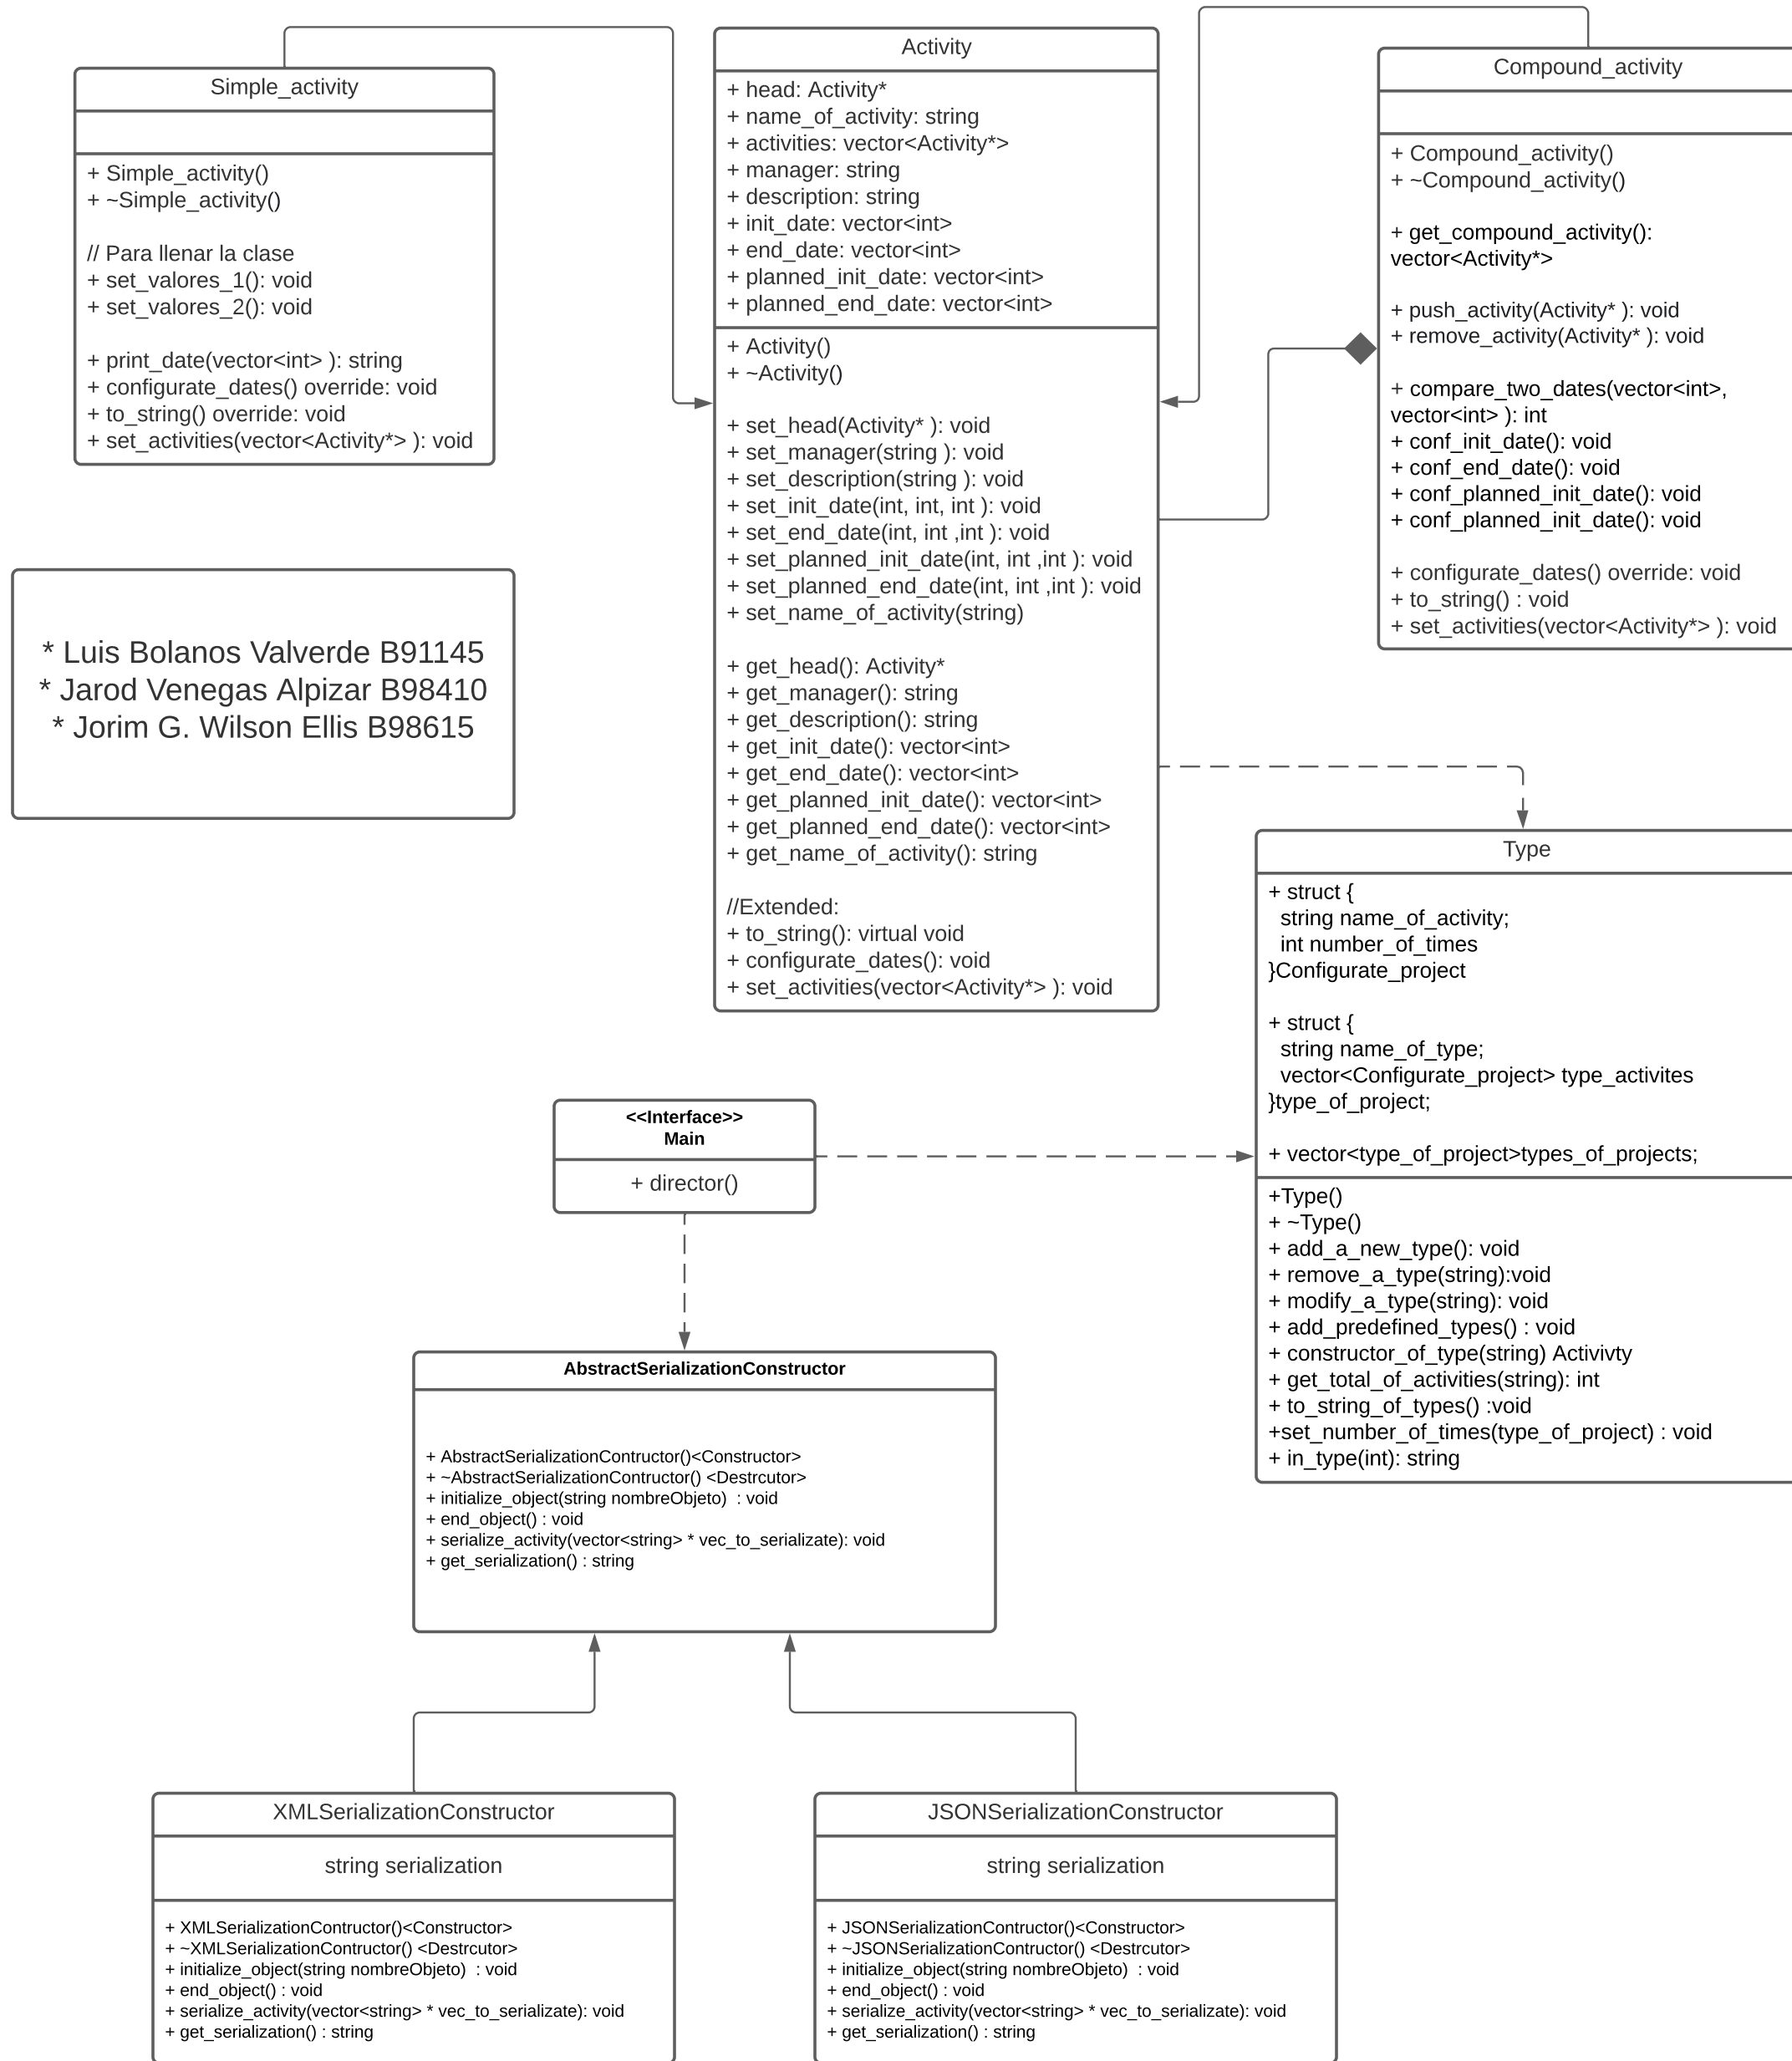 Simple_activity
+ Simple_activity()
+ ~Simple_activity()
// Para llenar la clase
+ set_valores_1(): void
+ set_valores_2(): void
+ print_date(vector<int> ): string
+ configurate_dates() override: void
+ to_string() override: void
+ set_activities(vector<Activity*> ): void
Activity
+ head: Activity*
+ name_of_activity: string
+ activities: vector<Activity*>
+ manager: string
+ description: string
+ init_date: vector<int>
+ end_date: vector<int>
+ planned_init_date: vector<int>
+ planned_end_date: vector<int>
+ Activity()
+ ~Activity()
+ set_head(Activity* ): void
+ set_manager(string ): void
+ set_description(string ): void
+ set_init_date(int, int, int ): void
+ set_end_date(int, int ,int ): void
+ set_planned_init_date(int, int ,int ): void
+ set_planned_end_date(int, int ,int ): void
+ set_name_of_activity(string)
+ get_head(): Activity*
+ get_manager(): string
+ get_description(): string
+ get_init_date(): vector<int>
+ get_end_date(): vector<int>
+ get_planned_init_date(): vector<int>
+ get_planned_end_date(): vector<int>
+ get_name_of_activity(): string
//Extended:
+ to_string(): virtual void
+ configurate_dates(): void
+ set_activities(vector<Activity*> ): void
Compound_activity
+ Compound_activity()
+ ~Compound_activity()
+ get_compound_activity():
vector<Activity*>
+ push_activity(Activity* ): void
+ remove_activity(Activity* ): void
+ compare_two_dates(vector<int>,
vector<int> ): int
+ conf_init_date(): void
+ conf_end_date(): void
+ conf_planned_init_date(): void
+ conf_planned_init_date(): void
+ configurate_dates() override: void
+ to_string() : void
+ set_activities(vector<Activity*> ): void
* Luis Bolanos Valverde B91145
* Jarod Venegas Alpizar B98410
* Jorim G. Wilson Ellis B98615
Type
+ struct {
string name_of_activity;
int number_of_times
}Configurate_project
+ struct {
string name_of_type;
vector<Configurate_project> type_activites
}type_of_project;
+ vector<type_of_project>types_of_projects;
+Type()
+ ~Type()
+ add_a_new_type(): void
+ remove_a_type(string):void
+ modify_a_type(string): void
+ add_predefined_types() : void
+ constructor_of_type(string) Activivty
+ get_total_of_activities(string): int
+ to_string_of_types() :void
+set_number_of_times(type_of_project) : void
+ in_type(int): string
<<Interface>>
Main
+ director()
AbstractSerializationConstructor
+ AbstractSerializationContructor()<Constructor>
+ ~AbstractSerializationContructor() <Destrcutor>
+ initialize_object(string nombreObjeto)  : void
+ end_object() : void
+ serialize_activity(vector<string> * vec_to_serializate): void
+ get_serialization() : string
XMLSerializationConstructor
string serialization
+ XMLSerializationContructor()<Constructor>
+ ~XMLSerializationContructor() <Destrcutor>
+ initialize_object(string nombreObjeto)  : void
+ end_object() : void
+ serialize_activity(vector<string> * vec_to_serializate): void
+ get_serialization() : string
JSONSerializationConstructor
string serialization
+ JSONSerializationContructor()<Constructor>
+ ~JSONSerializationContructor() <Destrcutor>
+ initialize_object(string nombreObjeto)  : void
+ end_object() : void
+ serialize_activity(vector<string> * vec_to_serializate): void
+ get_serialization() : string